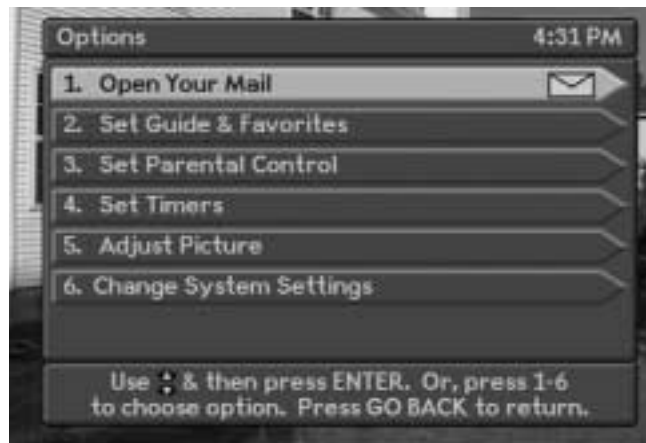 Options 4:31 PM
1. Open Your Mail
2. Set Guide & Favorites
3. Set Parental Control
4. Set Timers
5. Adjust Picture
6. Change System Settings
Use & then press ENTER. Or, press 1-6
to choose option. Press GO BACK to return.